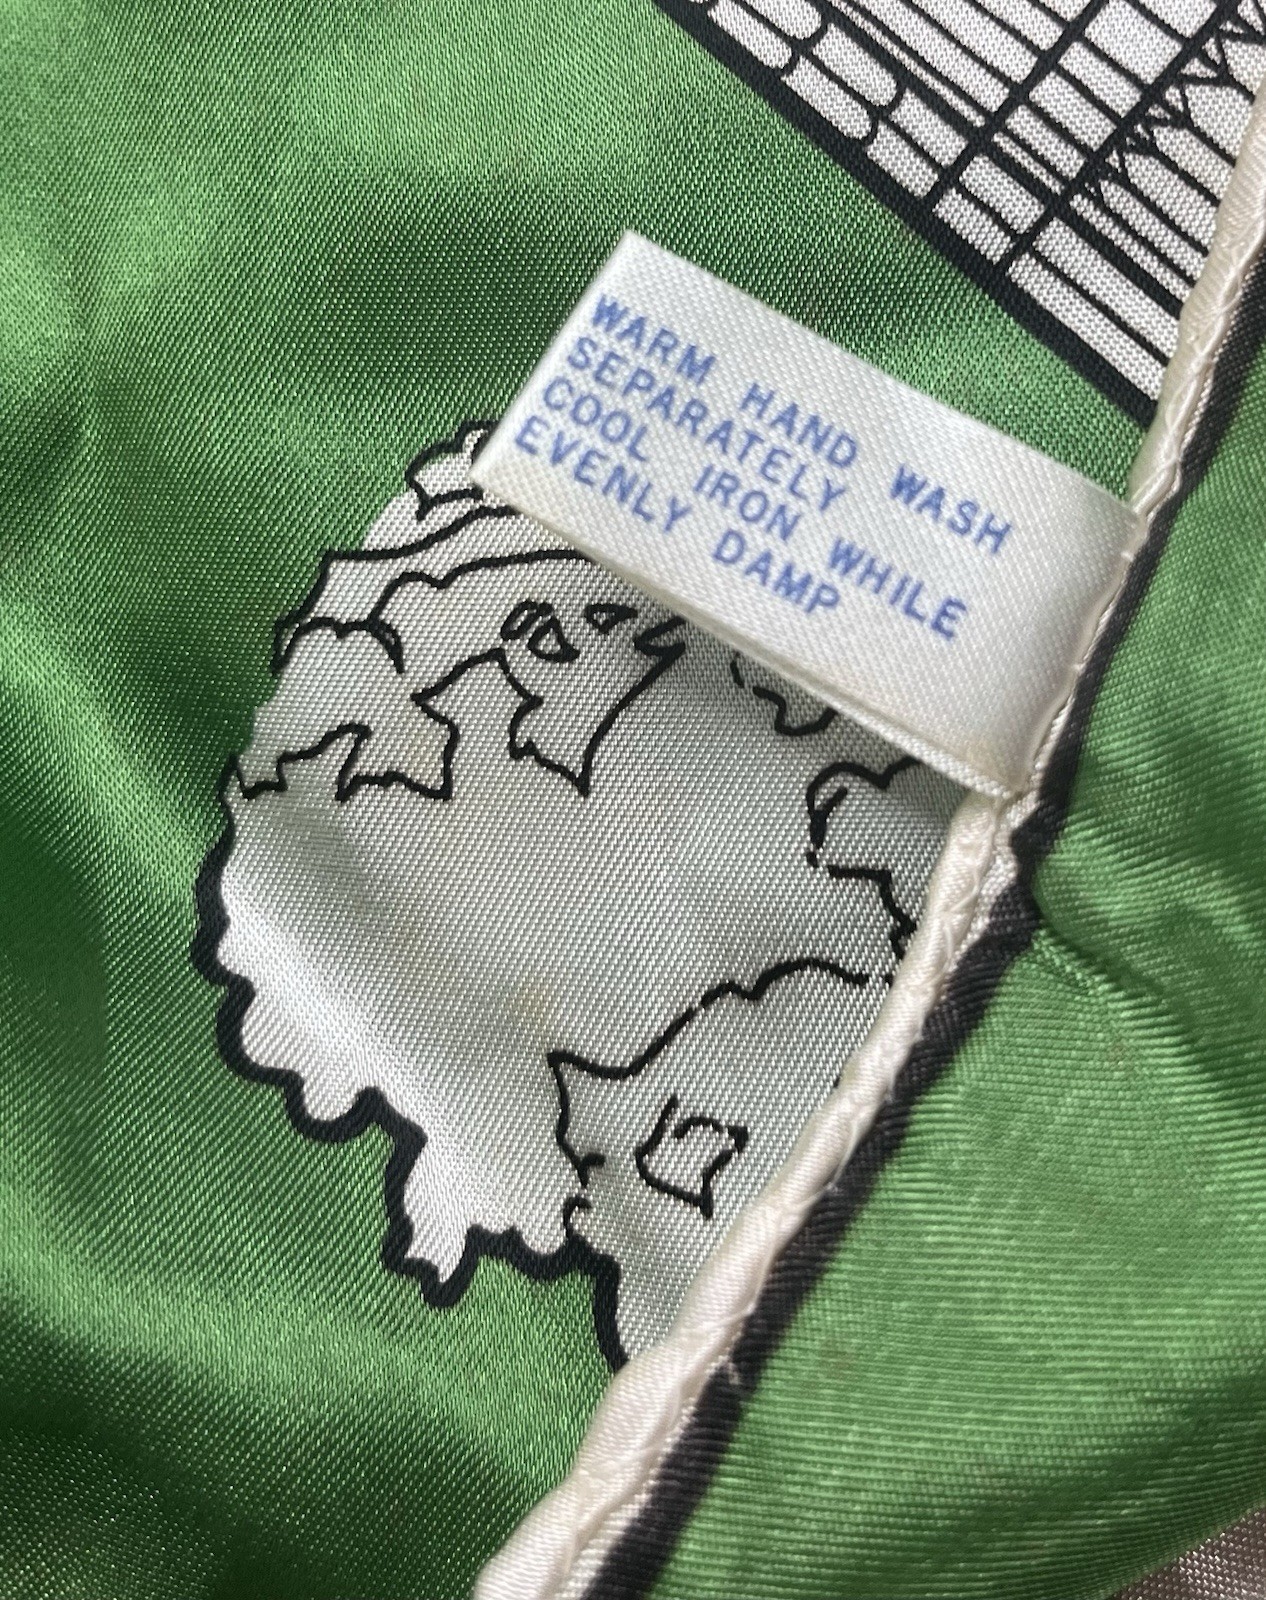 WARM HAND WASH
SEPARATELY
COOL IRON WHILE
EVENLY DAMP